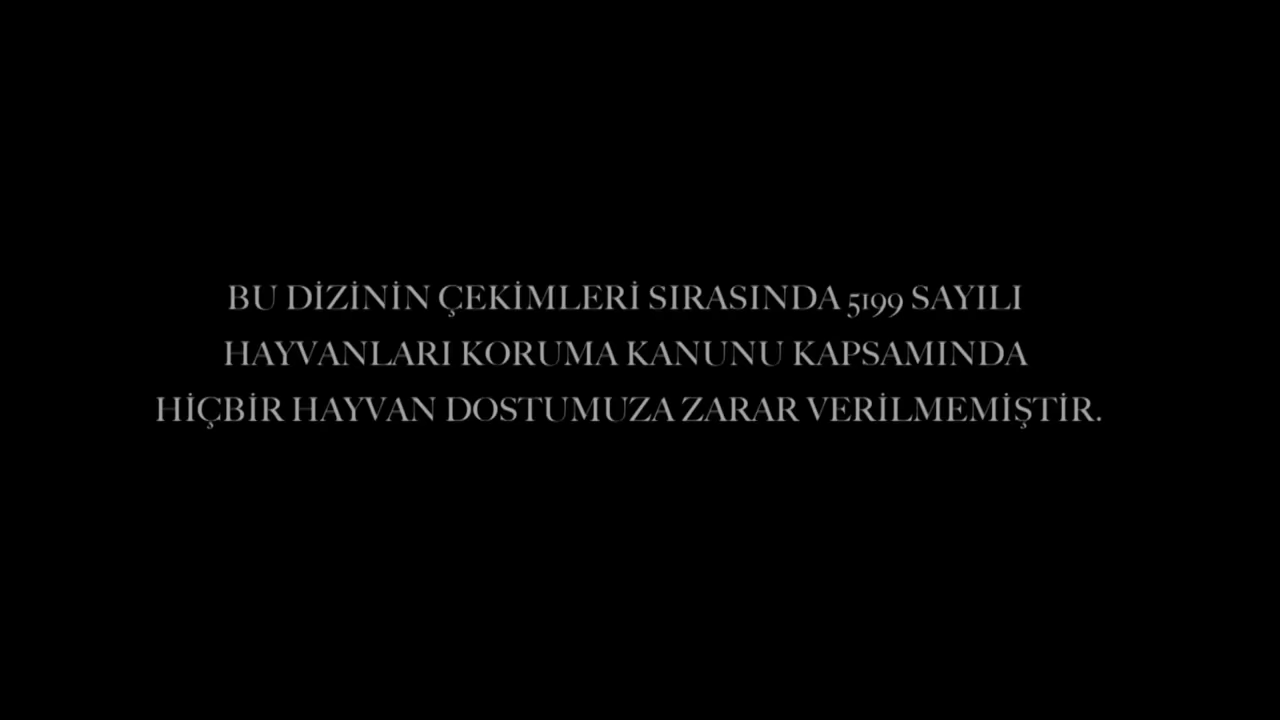 BU DİZİNİN ÇEKİMLERİ SIRASINDA 5199 SAYILI
HAYVANLARI KORUMA KANUNU KAPSAMINDA
HİÇBİR HAYVAN DOSTUMUZA ZARAR VERİLMEMİŞTİR.